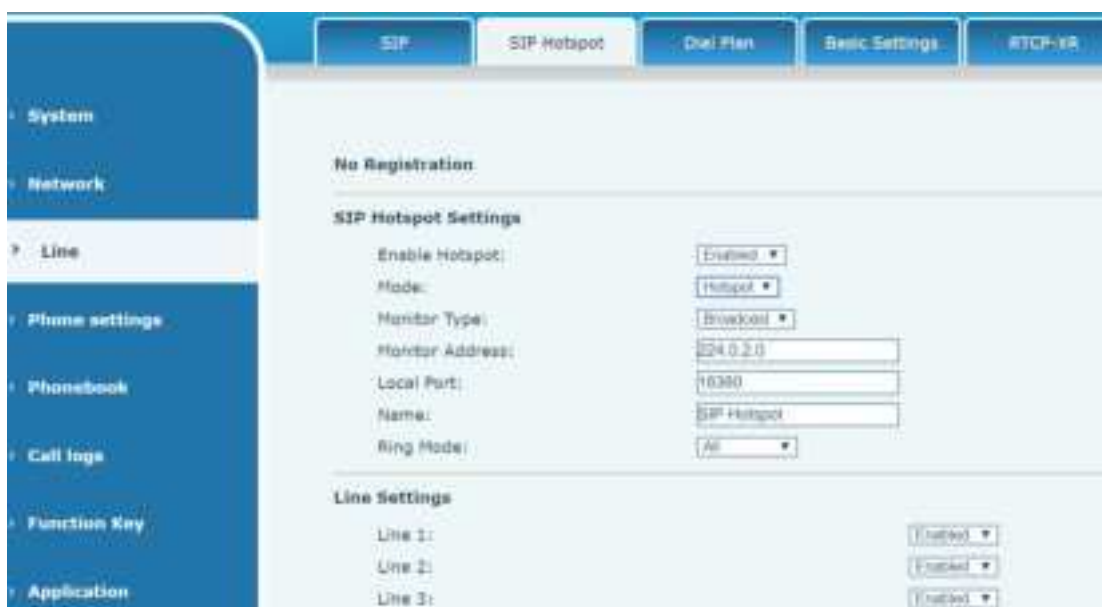 SIP
SIP Hotspot
Dial Plan
Basic Settings
RTCP-XR
System
Network
Line
Phone settings
Phonebook
Call logs
Function Key
Application
No Registration
SIP Hotspot Settings
Enable Hotspot: Enabled
Mode: Hotspot
Monitor Type: Broadcast
Monitor Address: 224.0.2.0
Local Port: 16360
Name: SIP Hotspot
Ring Mode: All
Line Settings
Line 1: Enabled
Line 2: Enabled
Line 3: Enabled